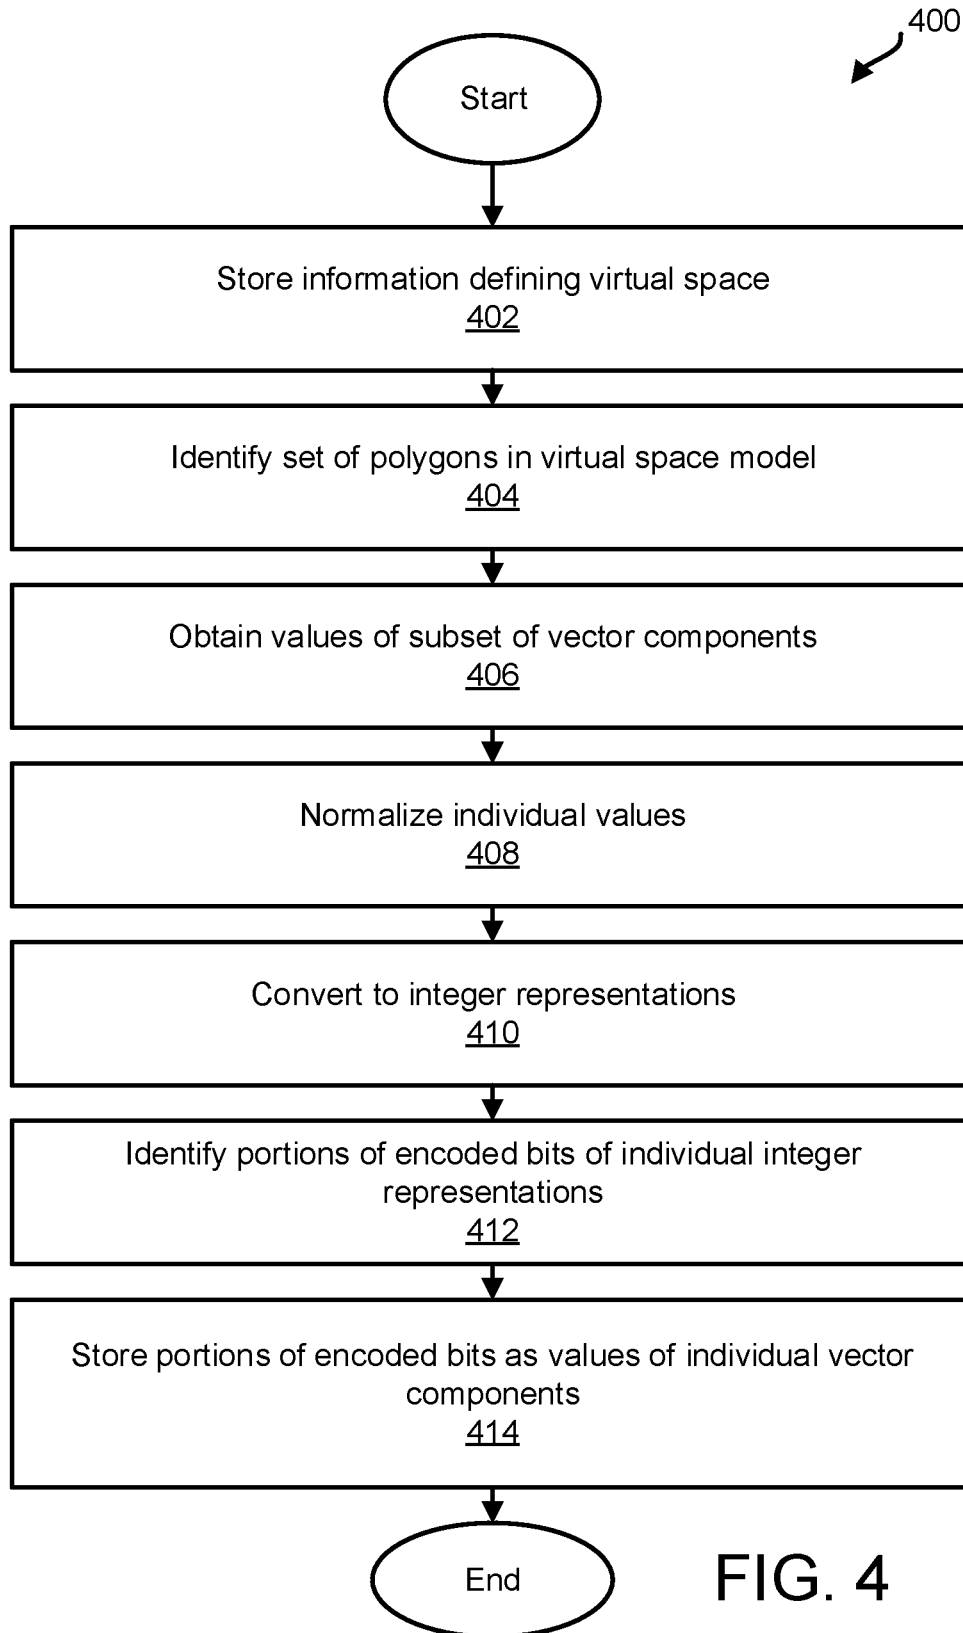 400
Start
Store information defining virtual space
402
Identify set of polygons in virtual space model
404
Obtain values of subset of vector components
406
Normalize individual values
408
Convert to integer representations
410
Identify portions of encoded bits of individual integer
representations
412
Store portions of encoded bits as values of individual vector
components
414
End
FIG. 4